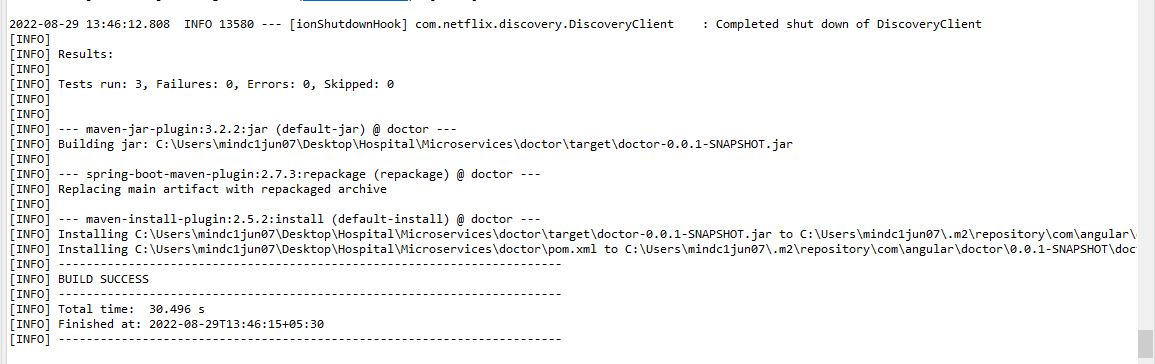 2022-08-29 13:46:12.808  INFO 13580 --- [ionShutdownHook] com.netflix.discovery.DiscoveryClient    : Completed shut down of DiscoveryClient
[INFO]
[INFO] Results:
[INFO]
[INFO] Tests run: 3, Failures: 0, Errors: 0, Skipped: 0
[INFO]
[INFO]
[INFO] --- maven-jar-plugin:3.2.2:jar (default-jar) @ doctor ---
[INFO] Building jar: C:\Users\mindc1jun07\Desktop\Hospital\Microservices\doctor\target\doctor-0.0.1-SNAPSHOT.jar
[INFO]
[INFO] --- spring-boot-maven-plugin:2.7.3:repackage (repackage) @ doctor ---
[INFO] Replacing main artifact with repackaged archive
[INFO]
[INFO] --- maven-install-plugin:2.5.2:install (default-install) @ doctor ---
[INFO] Installing C:\Users\mindc1jun07\Desktop\Hospital\Microservices\doctor\target\doctor-0.0.1-SNAPSHOT.jar to C:\Users\mindc1jun07\.m2\repository\com\angular\
[INFO] Installing C:\Users\mindc1jun07\Desktop\Hospital\Microservices\doctor\pom.xml to C:\Users\mindc1jun07\.m2\repository\com\angular\doctor\0.0.1-SNAPSHOT\doc
[INFO] ------------------------------------------------------------------------
[INFO] BUILD SUCCESS
[INFO] ------------------------------------------------------------------------
[INFO] Total time:  30.496 s
[INFO] Finished at: 2022-08-29T13:46:15+05:30
[INFO] ------------------------------------------------------------------------